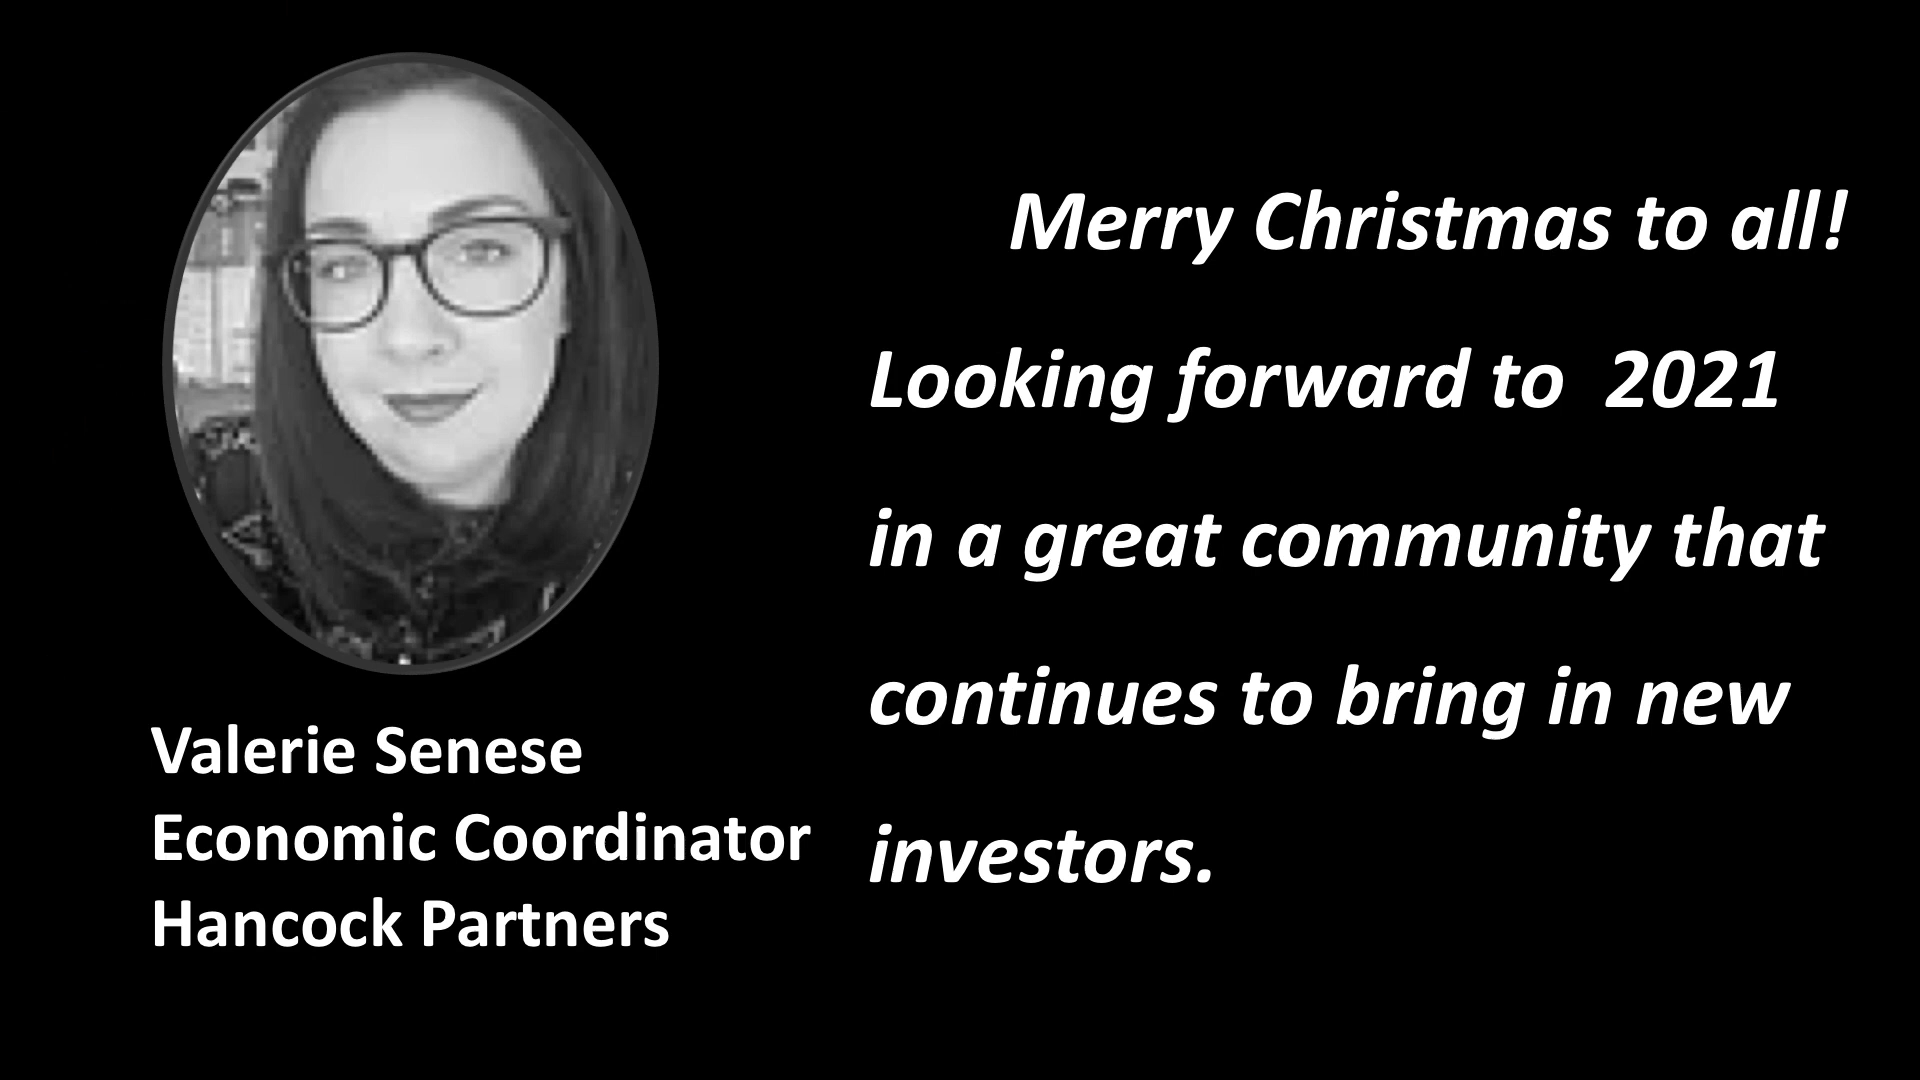 Merry Christmas to all!
Looking forward to  2021
in a great community that
continues to bring in new
investors.
Valerie Senese
Economic Coordinator
Hancock Partners